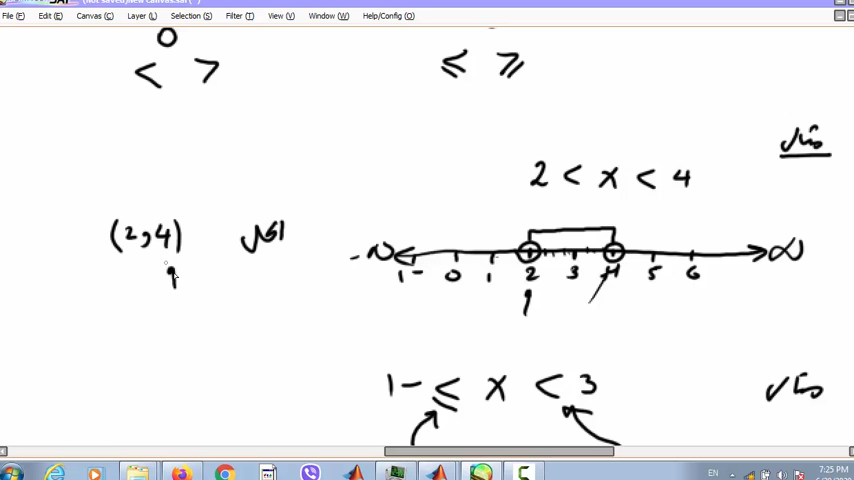 File (F) Edit (E) Canvas (C) Layer (L) Selection (S) Filter (T) View (V) Window (W) Help/Config (O)
0
< >
≤ ≥
مثال
2 < x < 4
(2,4)
الحل
-∞ 1- 0 1 2 3 4 5 6 ∞
1- ≤ x < 3
مثال
EN
7:25 PM